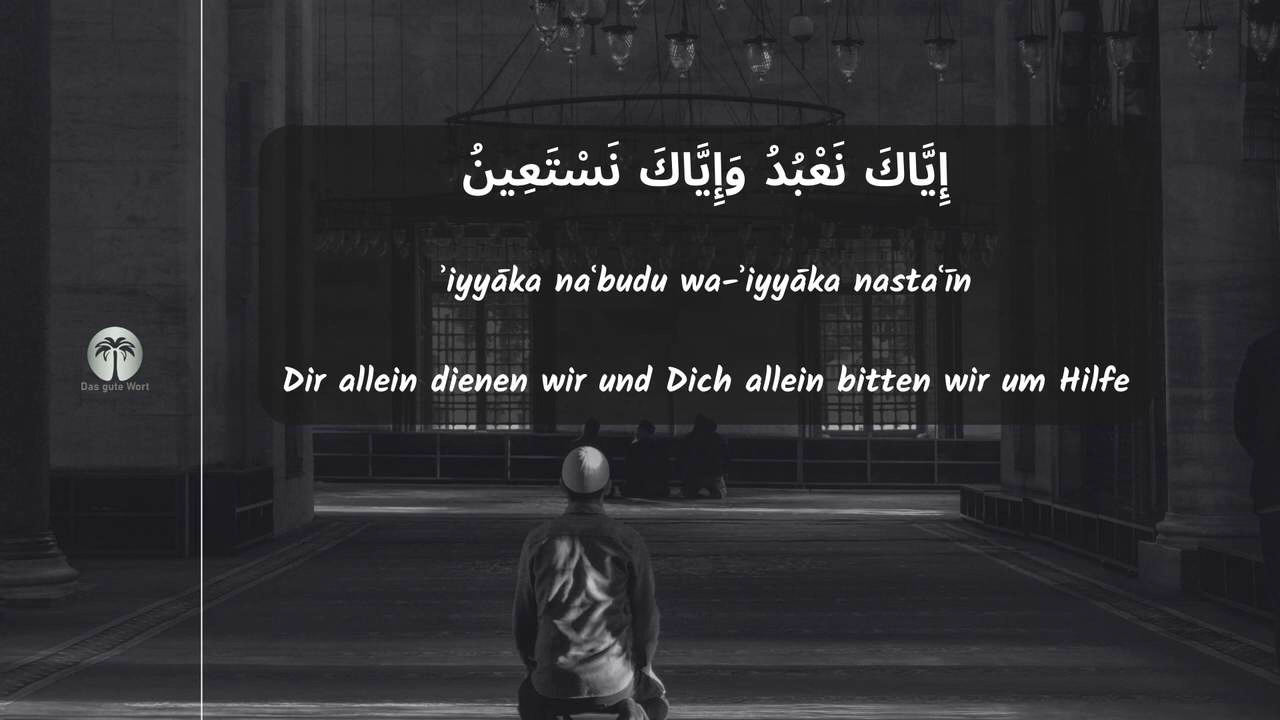 إِيَّاكَ نَعْبُدُ وَإِيَّاكَ نَسْتَعِينُ
ʾiyyāka naʿbudu wa-ʾiyyāka nastaʿīn
Dir allein dienen wir und Dich allein bitten wir um Hilfe
Das gute Wort